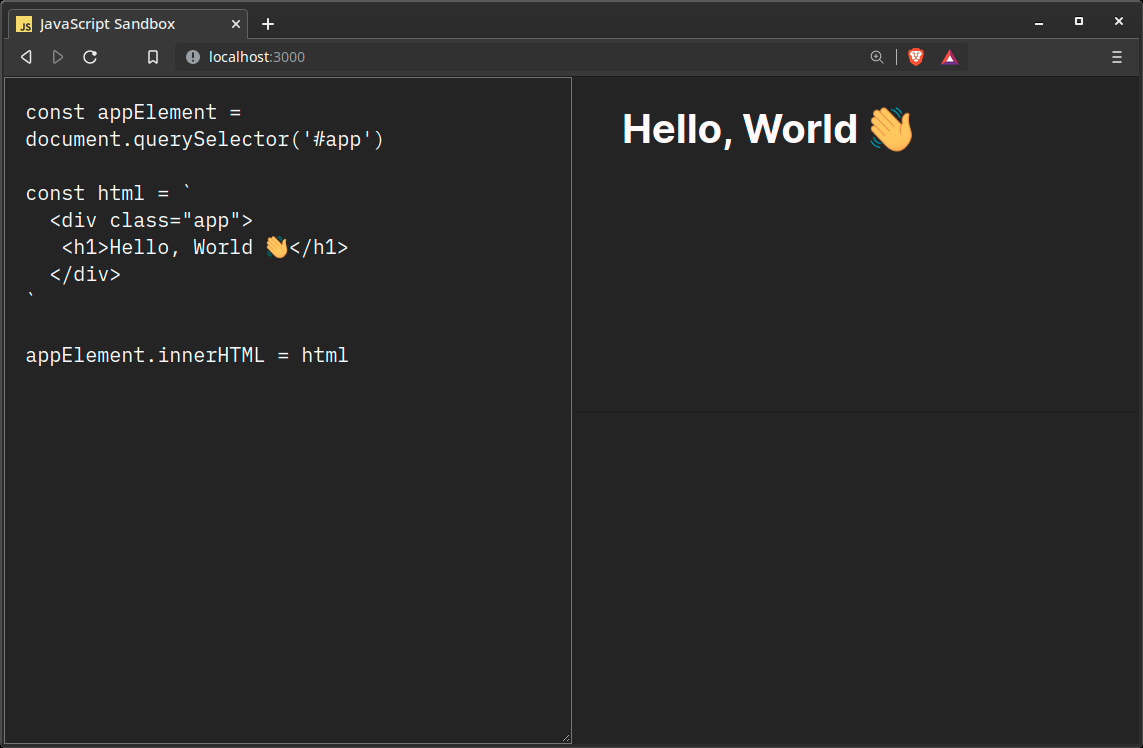 JS JavaScript Sandbox
localhost:3000
const appElement =
document.querySelector('#app')
const html = `
<div class="app">
<h1>Hello, World 👋</h1>
</div>
`
appElement.innerHTML = html
Hello, World 👋